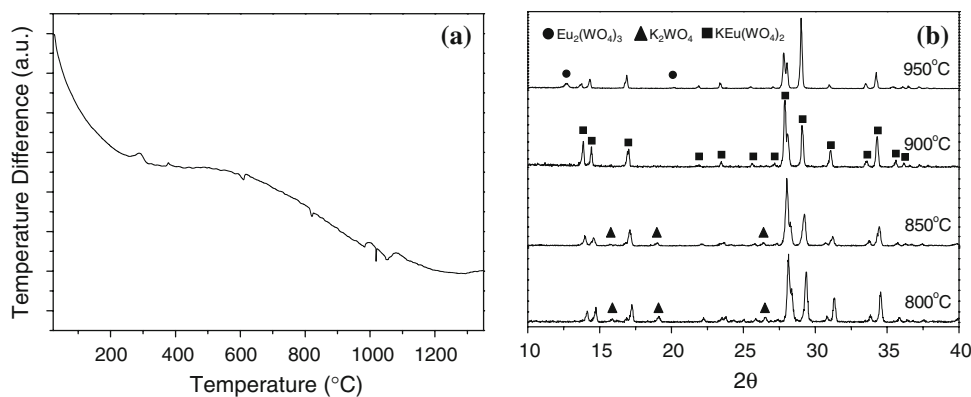 (a)
Temperature Difference (a.u.)
200 400 600 800 1000 1200
Temperature (°C)
(b)
● Eu₂(WO₄)₃ ▲ K₂WO₄ ■ KEu(WO₄)₂
950°C
900°C
850°C
800°C
10 15 20 25 30 35 40
2θ